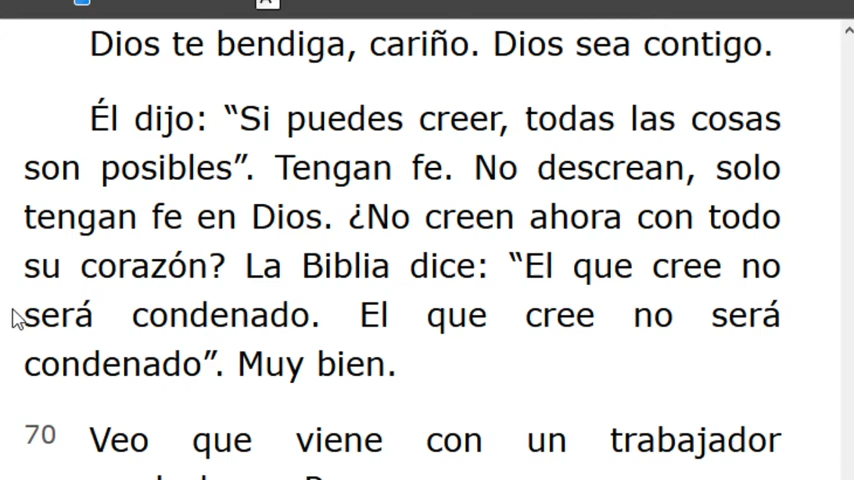 Dios te bendiga, cariño. Dios sea contigo.
Él dijo: “Si puedes creer, todas las cosas
son posibles”. Tengan fe. No descrean, solo
tengan fe en Dios. ¿No creen ahora con todo
su corazón? La Biblia dice: “El que cree no
será condenado. El que cree no será
condenado”. Muy bien.
70 Veo que viene con un trabajador